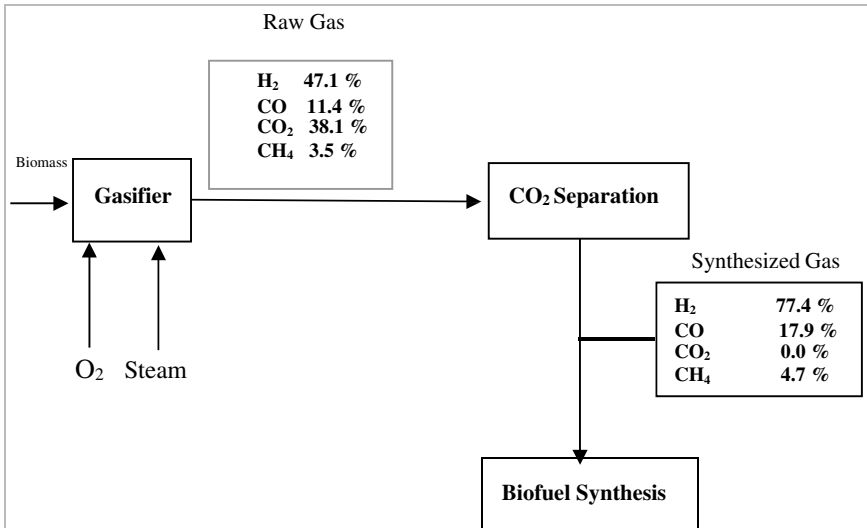 Raw Gas
H₂ 47.1 %
CO 11.4 %
CO₂ 38.1 %
CH₄ 3.5 %
Biomass
Gasifier
CO₂ Separation
O₂ Steam
Synthesized Gas
H₂ 77.4 %
CO 17.9 %
CO₂ 0.0 %
CH₄ 4.7 %
Biofuel Synthesis